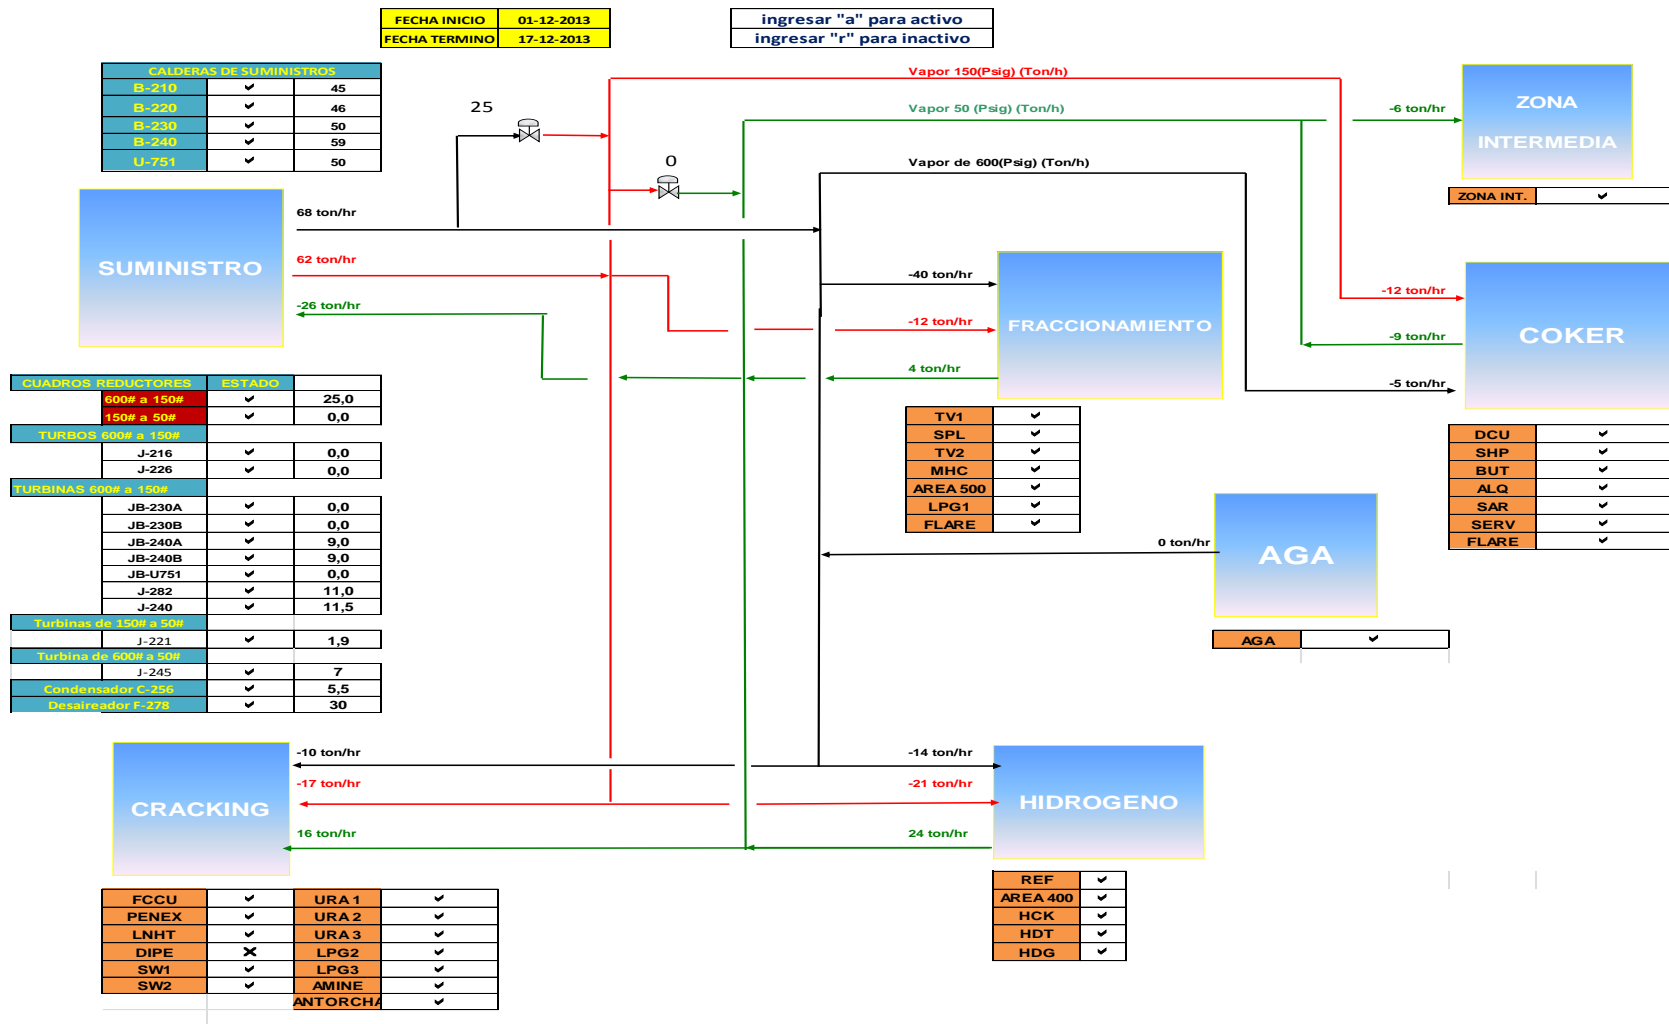 FECHA INICIO 01-12-2013
FECHA TERMINO 17-12-2013
ingresar "a" para activo
ingresar "r" para inactivo
CALDERAS DE SUMINISTROS
B-210 ✔ 45
B-220 ✔ 46
B-230 ✔ 50
B-240 ✔ 59
U-751 ✔ 50
25
0
Vapor 150(Psig) (Ton/h)
Vapor 50 (Psig) (Ton/h)
Vapor de 600(Psig) (Ton/h)
-6 ton/hr
ZONA
INTERMEDIA
ZONA INT. ✔
SUMINISTRO
68 ton/hr
62 ton/hr
-26 ton/hr
-40 ton/hr
-12 ton/hr
4 ton/hr
FRACCIONAMIENTO
-12 ton/hr
-9 ton/hr
-5 ton/hr
COKER
CUADROS REDUCTORES ESTADO
600# a 150# ✔ 25,0
150# a 50# ✔ 0,0
TURBOS 600# a 150#
J-216 ✔ 0,0
J-226 ✔ 0,0
TURBINAS 600# a 150#
JB-230A ✔ 0,0
JB-230B ✔ 0,0
JB-240A ✔ 9,0
JB-240B ✔ 9,0
JB-U751 ✔ 0,0
J-282 ✔ 11,0
J-240 ✔ 11,5
Turbinas de 150# a 50#
J-221 ✔ 1,9
Turbina de 600# a 50#
J-245 ✔ 7
Condensador C-256 ✔ 5,5
Desaireador F-278 ✔ 30
TV1 ✔
SPL ✔
TV2 ✔
MHC ✔
AREA 500 ✔
LPG1 ✔
FLARE ✔
DCU ✔
SHP ✔
BUT ✔
ALQ ✔
SAR ✔
SERV ✔
FLARE ✔
0 ton/hr
AGA
AGA ✔
CRACKING
-10 ton/hr
-17 ton/hr
16 ton/hr
-14 ton/hr
-21 ton/hr
24 ton/hr
HIDROGENO
FCCU ✔ URA 1 ✔
PENEX ✔ URA 2 ✔
LNHT ✔ URA 3 ✔
DIPE ✖ LPG2 ✔
SW1 ✔ LPG3 ✔
SW2 ✔ AMINE ✔
ANTORCHA ✔
REF ✔
AREA 400 ✔
HCK ✔
HDT ✔
HDG ✔